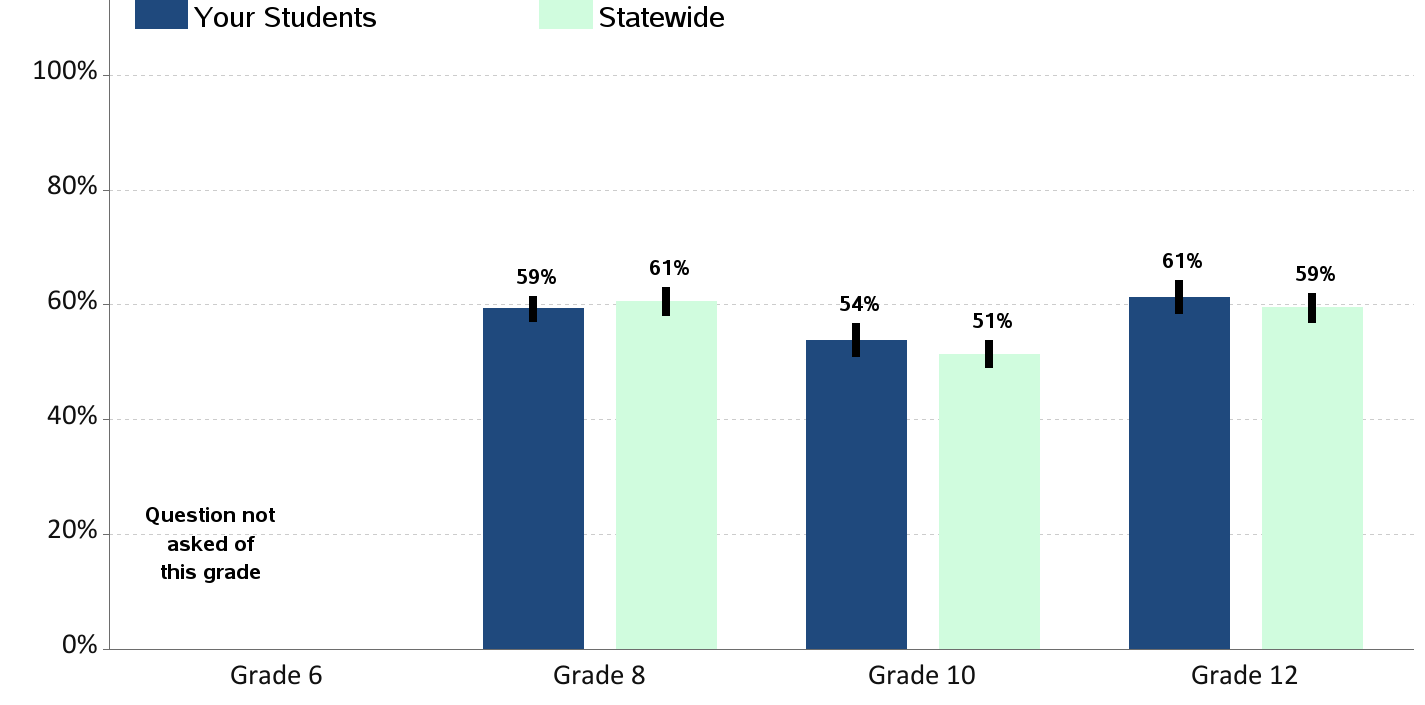 Your Students Statewide
100%
80%
60%
40%
20%
0%
59%
61%
54%
51%
61%
59%
Question not
asked of
this grade
Grade 6 Grade 8 Grade 10 Grade 12